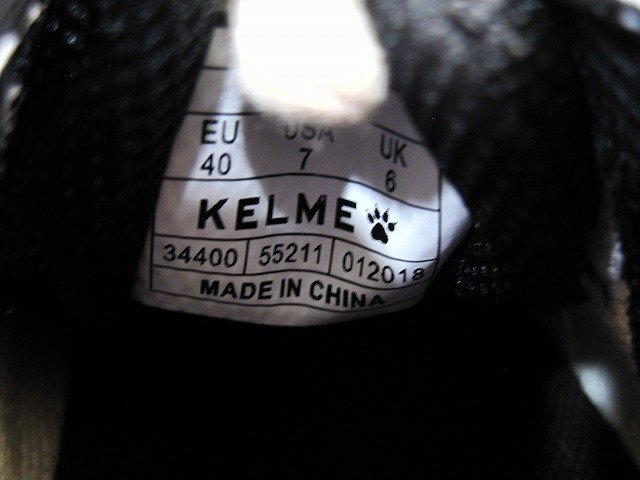 EU USA UK
40 7 6
KELME
34400 55211 012018
MADE IN CHINA